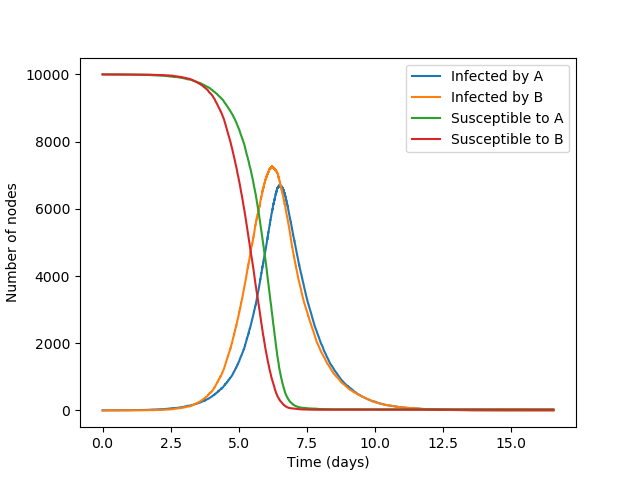 Infected by A
Infected by B
Susceptible to A
Susceptible to B
10000
8000
6000
4000
2000
0
Number of nodes
0.0 2.5 5.0 7.5 10.0 12.5 15.0
Time (days)